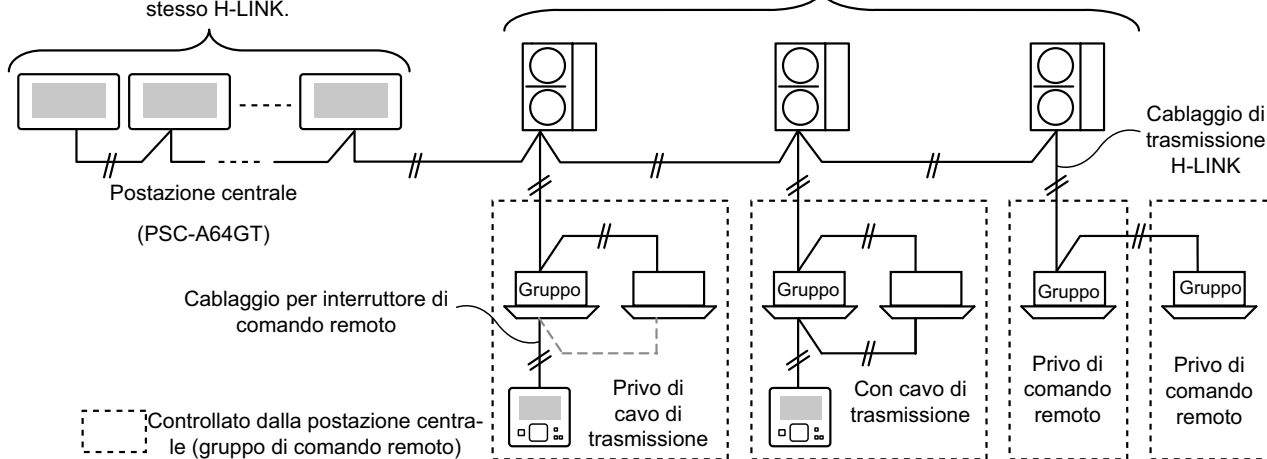 stesso H-LINK.
Cablaggio di
trasmissione
H-LINK
Postazione centrale
(PSC-A64GT)
Gruppo
Gruppo
Gruppo
Gruppo
Cablaggio per interruttore di
comando remoto
Privo di
cavo di
trasmissione
Con cavo di
trasmissione
Privo di
comando
remoto
Privo di
comando
remoto
Controllato dalla postazione centra-
le (gruppo di comando remoto)